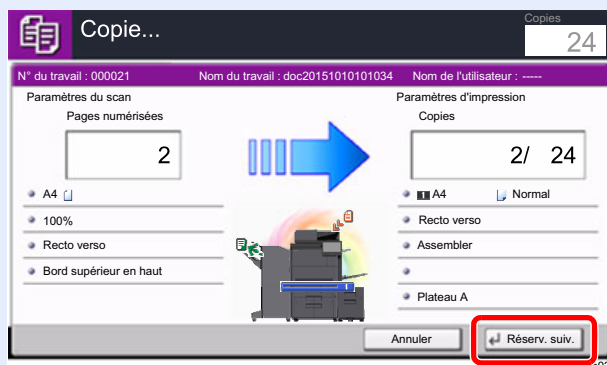 Copie...
Copies
24
N° du travail : 000021 Nom du travail : doc20151010101034 Nom de l'utilisateur : -----
Paramètres du scan Paramètres d'impression
Pages numérisées Copies
2 2/ 24
A4 1 A4 Normal
100% Recto verso
Recto verso Assembler
Bord supérieur en haut
Plateau A
Annuler Réserv. suiv.